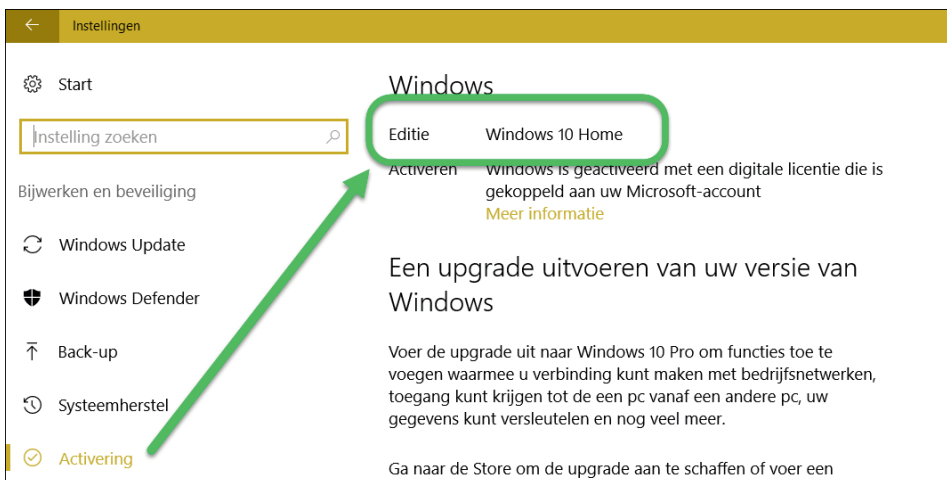 Instellingen
Start
Instelling zoeken
Bijwerken en beveiliging
Windows Update
Windows Defender
Back-up
Systeemherstel
Activering
Windows
Editie Windows 10 Home
Activeren Windows is geactiveerd met een digitale licentie die is
gekoppeld aan uw Microsoft-account
Meer informatie
Een upgrade uitvoeren van uw versie van
Windows
Voer de upgrade uit naar Windows 10 Pro om functies toe te
voegen waarmee u verbinding kunt maken met bedrijfsnetwerken,
toegang kunt krijgen tot de een pc vanaf een andere pc, uw
gegevens kunt versleutelen en nog veel meer.
Ga naar de Store om de upgrade aan te schaffen of voer een